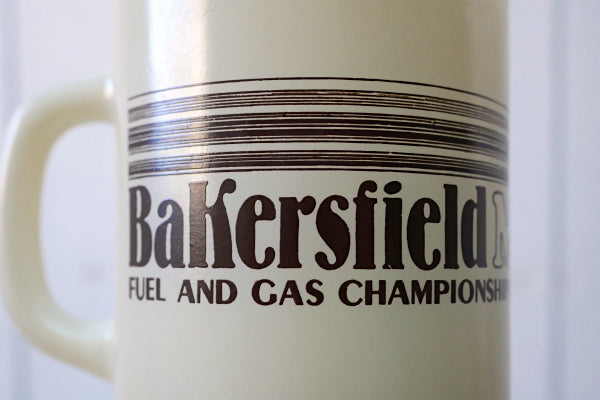 BaKersfield
FUEL AND GAS CHAMPIONSHIP